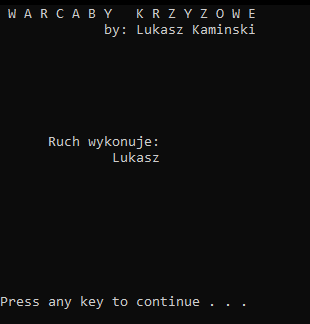 W A R C A B Y   K R Z Y Z O W E
by: Lukasz Kaminski
Ruch wykonuje:
Lukasz
Press any key to continue . . .